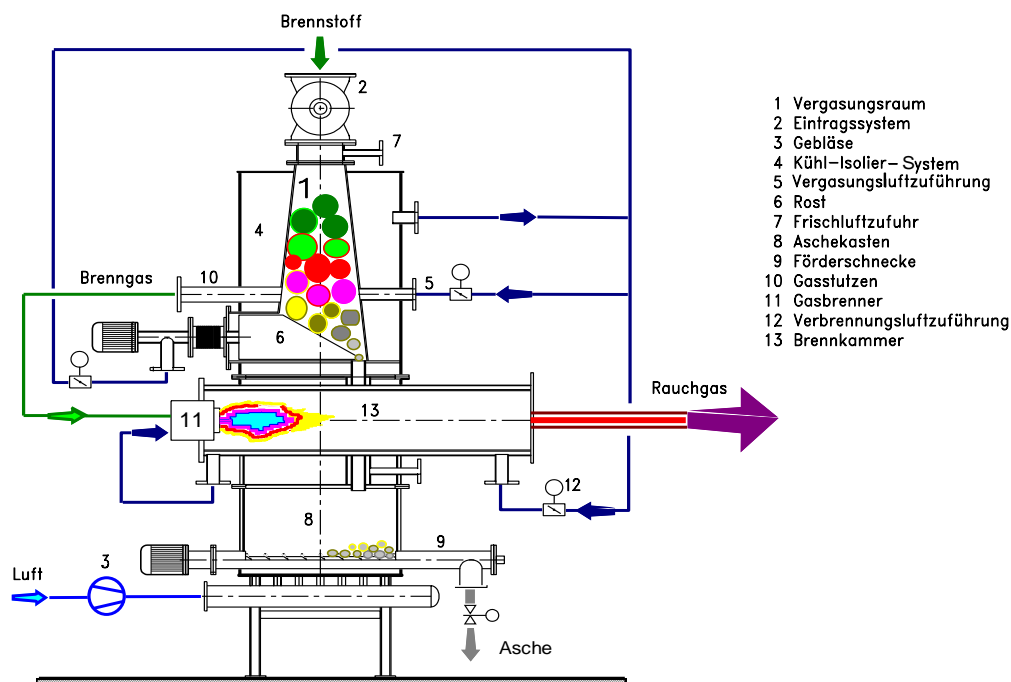 Brennstoff
2
7
1
4
10
5
Brenngas
6
Rauchgas
11
13
12
8
9
3
Luft
Asche
1 Vergasungsraum
2 Eintragssystem
3 Gebläse
4 Kühl-Isolier-System
5 Vergasungsluftzuführung
6 Rost
7 Frischluftzufuhr
8 Aschekasten
9 Förderschnecke
10 Gasstutzen
11 Gasbrenner
12 Verbrennungsluftzuführung
13 Brennkammer